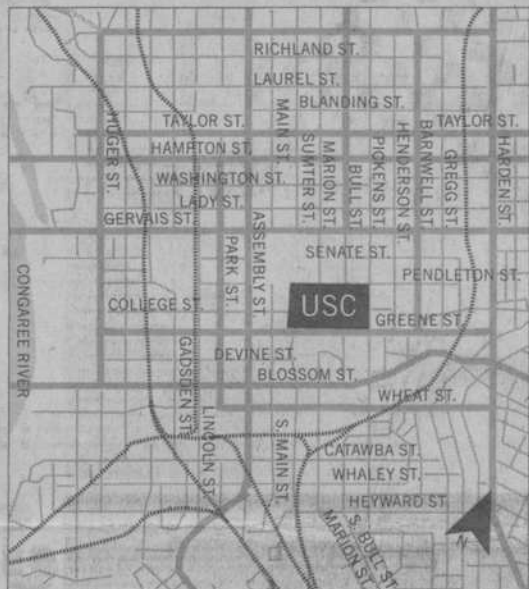 RICHLAND ST.
LAUREL ST.
BLANDING ST.
TAYLOR ST.
TAYLOR ST.
HUGER ST.
MAIN ST.
SUMTER ST.
MARION ST.
BULL ST.
PICKENS ST.
HENDERSON ST.
BARNWELL ST.
GREGG ST.
HARDEN ST.
HAMPTON ST.
WASHINGTON ST.
LADY ST.
GERVAIS ST.
ASSEMBLY ST.
PARK ST.
SENATE ST.
PENDLETON ST.
CONGAREE RIVER
COLLEGE ST.
USC
GREENE ST.
GADSDEN ST.
DEVINE ST.
BLOSSOM ST.
WHEAT ST.
LINCOLN ST.
S. MAIN ST.
CATAWBA ST.
WHALEY ST.
HEYWARD ST
S. BULL ST.
MARION ST.
N